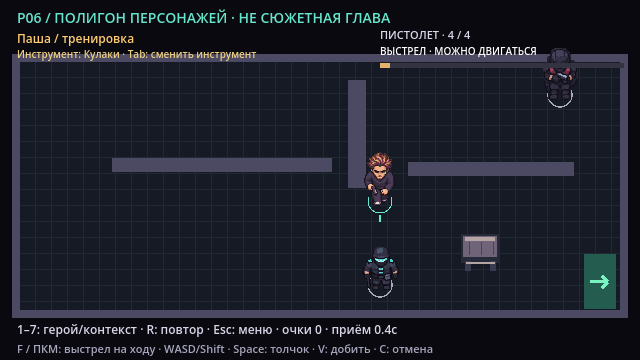 P06 / ПОЛИГОН ПЕРСОНАЖЕЙ · НЕ СЮЖЕТНАЯ ГЛАВА
Паша / тренировка
ПИСТОЛЕТ · 4 / 4
Инструмент: Кулаки · Tab: сменить инструмент
ВЫСТРЕЛ · МОЖНО ДВИГАТЬСЯ
1–7: герой/контекст · R: повтор · Esc: меню · очки 0 · приём 0.4с
F / ПКМ: выстрел на ходу · WASD/Shift · Space: толчок · V: добить · C: отмена